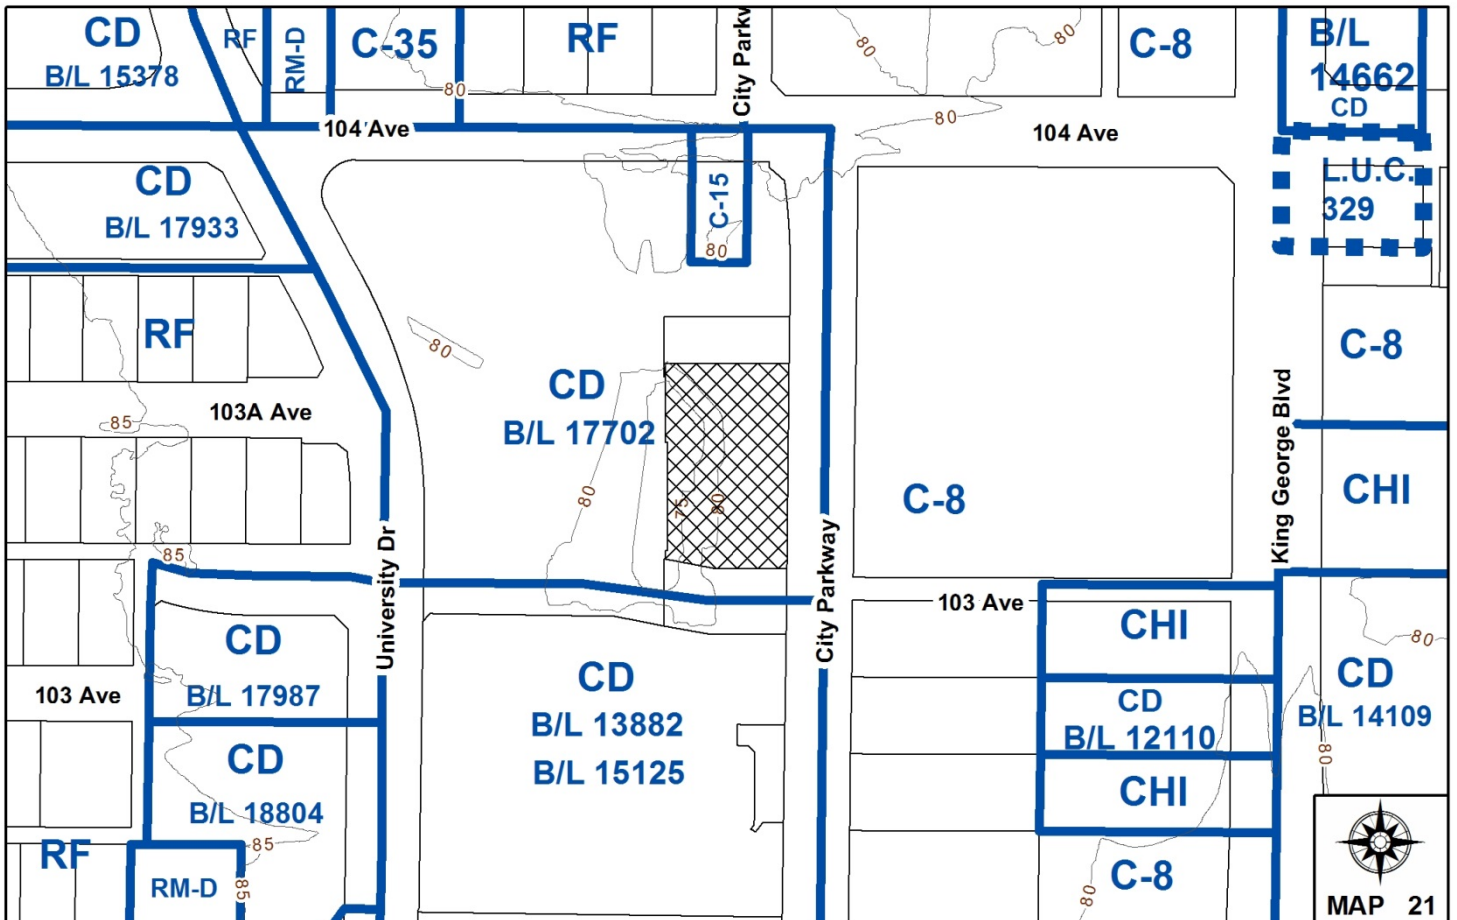 CD
B/L 15378
RF
RM-D
C-35
RF
City Parkw
C-8
B/L
14662
CD
80
80
80
80
80
104 Ave
104 Ave
CD
B/L 17933
C-15
80
L.U.C.
329
RF
80
C-8
CD
B/L 17702
103A Ave
85
80
75
80
C-8
King George Blvd
CHI
85
University Dr
City Parkway
103 Ave
CHI
80
CD
B/L 17987
103 Ave
CD
B/L 13882
B/L 15125
CD
B/L 12110
CD
B/L 14109
80
CD
B/L 18804
CHI
RF
85
RM-D
85
C-8
80
MAP 21